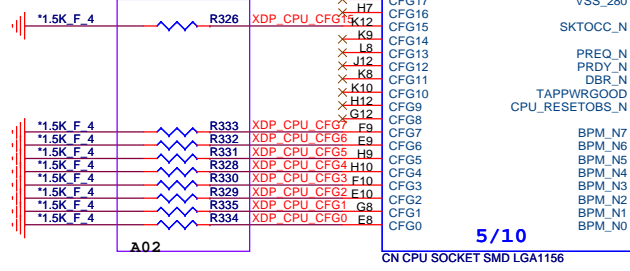 CFG17 VSS_280
H7 CFG16
*1.5K_F_4 R326 XDP_CPU_CFG15 K12 CFG15 SKTOCC_N
K9 CFG14
L8 CFG13 PREQ_N
J12 CFG12 PRDY_N
K8 CFG11 DBR_N
K10 CFG10 TAPPWRGOOD
H12 CFG9 CPU_RESETOBS_N
G12 CFG8
*1.5K_F_4 R333 XDP_CPU_CFG7 F9 CFG7 BPM_N7
*1.5K_F_4 R332 XDP_CPU_CFG6 E9 CFG6 BPM_N6
*1.5K_F_4 R331 XDP_CPU_CFG5 H9 CFG5 BPM_N5
*1.5K_F_4 R328 XDP_CPU_CFG4 H10 CFG4 BPM_N4
*1.5K_F_4 R330 XDP_CPU_CFG3 F10 CFG3 BPM_N3
*1.5K_F_4 R329 XDP_CPU_CFG2 E10 CFG2 BPM_N2
*1.5K_F_4 R335 XDP_CPU_CFG1 G8 CFG1 BPM_N1
*1.5K_F_4 R334 XDP_CPU_CFG0 E8 CFG0 BPM_N0
5/10
A02
CN CPU SOCKET SMD LGA1156